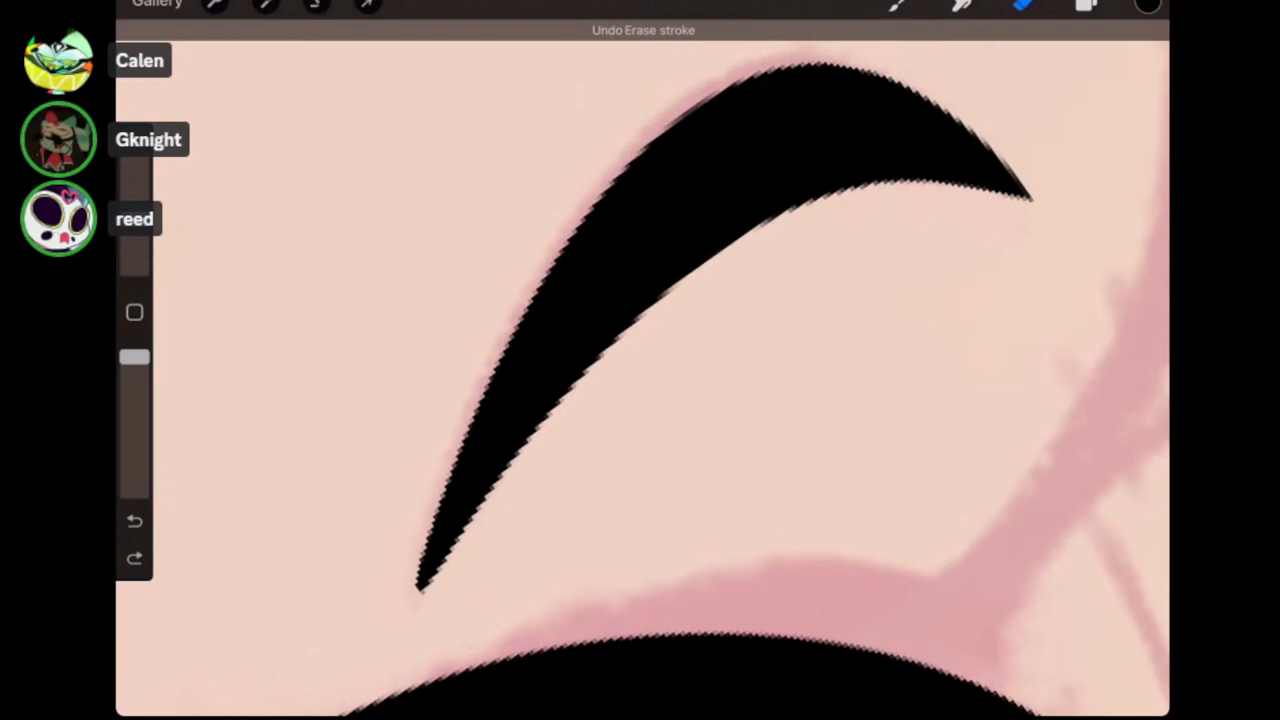 Gallery
Undo Erase stroke
Calen
Gknight
reed